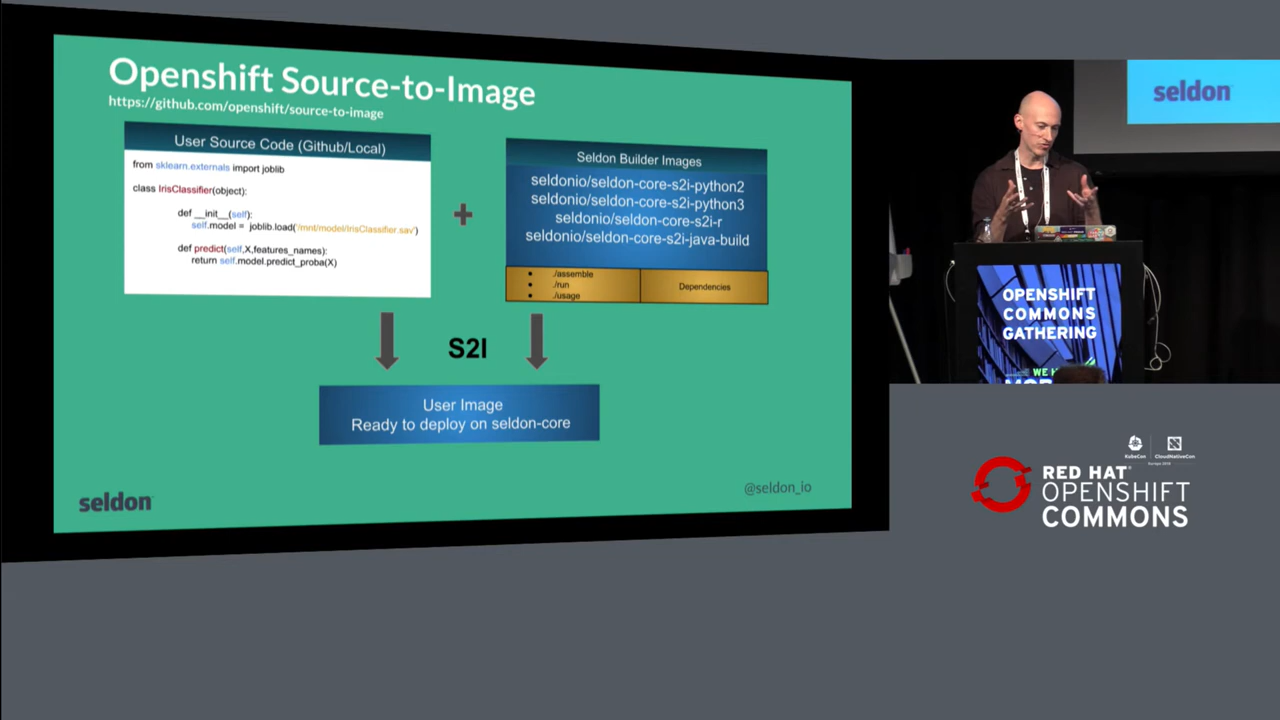 Openshift Source-to-Image
https://github.com/openshift/source-to-image
User Source Code (Github/Local)
from sklearn.externals import joblib
class IrisClassifier(object):
def __init__(self):
self.model = joblib.load('/mnt/model/IrisClassifier.sav')
def predict(self,X,features_names):
return self.model.predict_proba(X)
+
Seldon Builder Images
seldonio/seldon-core-s2i-python2
seldonio/seldon-core-s2i-python3
seldonio/seldon-core-s2i-r
seldonio/seldon-core-s2i-java-build
./assemble
./run
./usage
Dependencies
S2I
User Image
Ready to deploy on seldon-core
seldon
@seldon_io
seldon
OPENSHIFT
COMMONS
GATHERING
WE
KubeCon
CloudNativeCon
RED HAT
OPENSHIFT
COMMONS